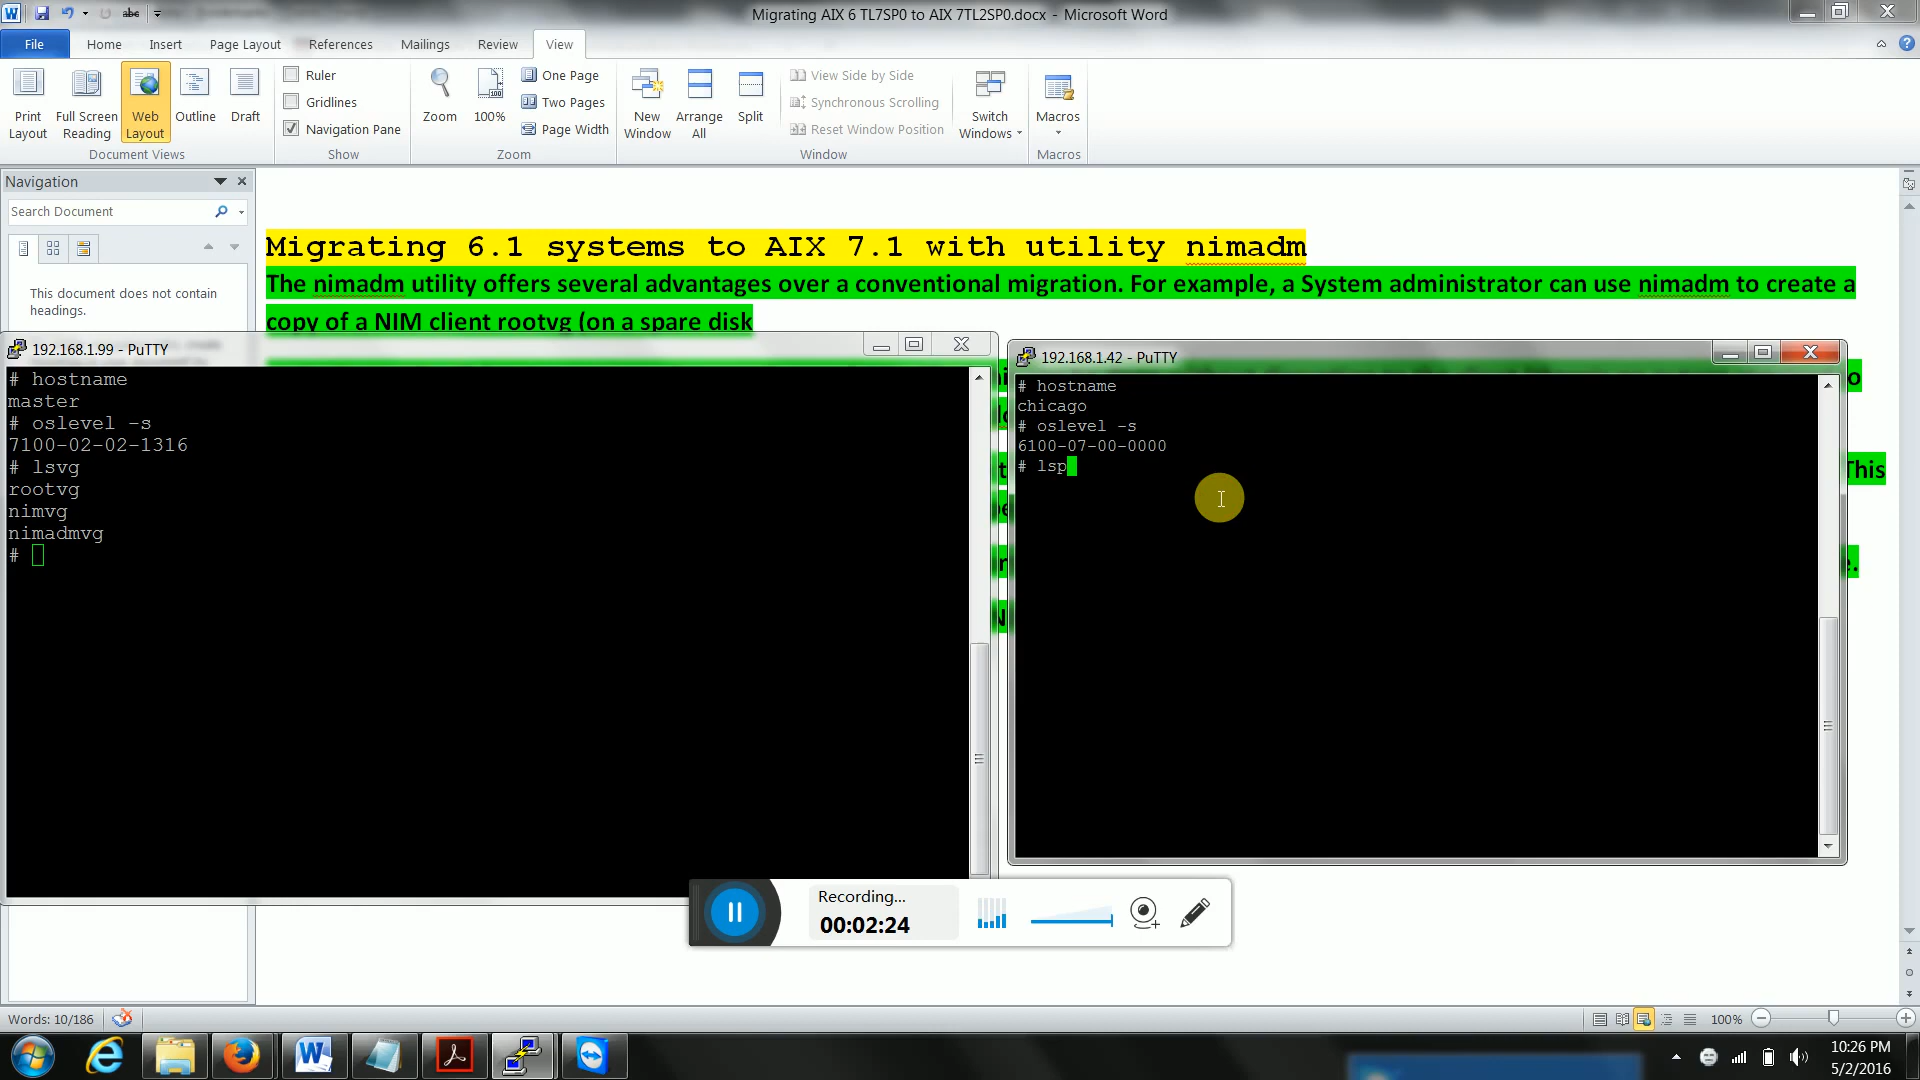 Migrating AIX 6 TL7SP0 to AIX 7TL2SP0.docx - Microsoft Word
File Home Insert Page Layout References Mailings Review View
Ruler
Gridlines
Navigation Pane
One Page
Two Pages
Page Width
View Side by Side
Synchronous Scrolling
Reset Window Position
Print Layout
Full Screen Reading
Web Layout
Outline
Draft
Zoom
100%
New Window
Arrange All
Split
Switch Windows
Macros
Document Views
Show
Zoom
Window
Macros
Navigation
Search Document
This document does not contain
headings.
Migrating 6.1 systems to AIX 7.1 with utility nimadm
The nimadm utility offers several advantages over a conventional migration. For example, a System administrator can use nimadm to create a
copy of a NIM client rootvg (on a spare disk
This
192.168.1.99 - PuTTY
# hostname
master
# oslevel -s
7100-02-02-1316
# lsvg
rootvg
nimvg
nimadmvg
#
192.168.1.42 - PuTTY
# hostname
chicago
# oslevel -s
6100-07-00-0000
# lsp
Recording...
00:02:24
Words: 10/186
100%
10:26 PM
5/2/2016